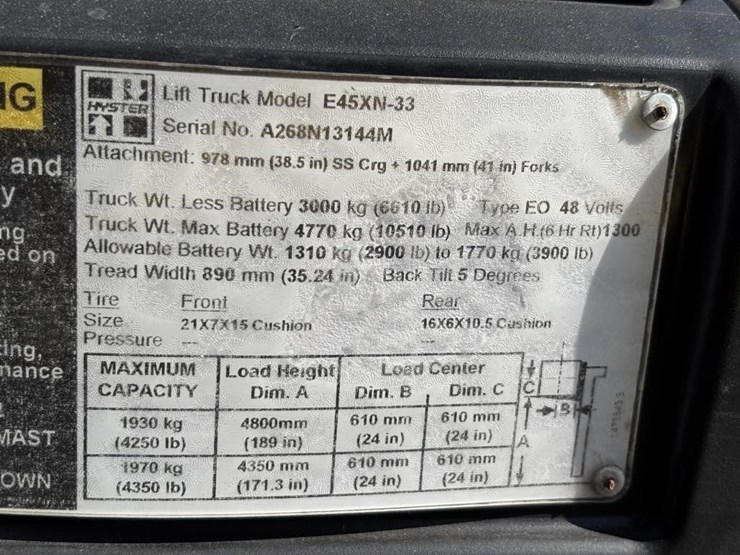 NG
and
y
ng
ed on
ing,
nance
MAST
OWN
HYSTER
Lift Truck Model E45XN-33
Serial No. A268N13144M
Attachment: 978 mm (38.5 in) SS Crg + 1041 mm (41 in) Forks
Truck Wt. Less Battery 3000 kg (6610 lb) Type EO 48 Volts
Truck Wt. Max Battery 4770 kg (10510 lb) Max A.H.(6 Hr Rt)1300
Allowable Battery Wt. 1310 kg (2900 lb) to 1770 kg (3900 lb)
Tread Width 890 mm (35.24 in) Back Tilt 5 Degrees
Tire Front Rear
Size 21X7X15 Cushion 16X6X10.5 Cushion
Pressure --- ---
MAXIMUM CAPACITY Load Height Dim. A Load Center Dim. B Dim. C
1930 kg 4800mm 610 mm 610 mm
(4250 lb) (189 in) (24 in) (24 in)
1970 kg 4350 mm 610 mm 610 mm
(4350 lb) (171.3 in) (24 in) (24 in)
C
B
A